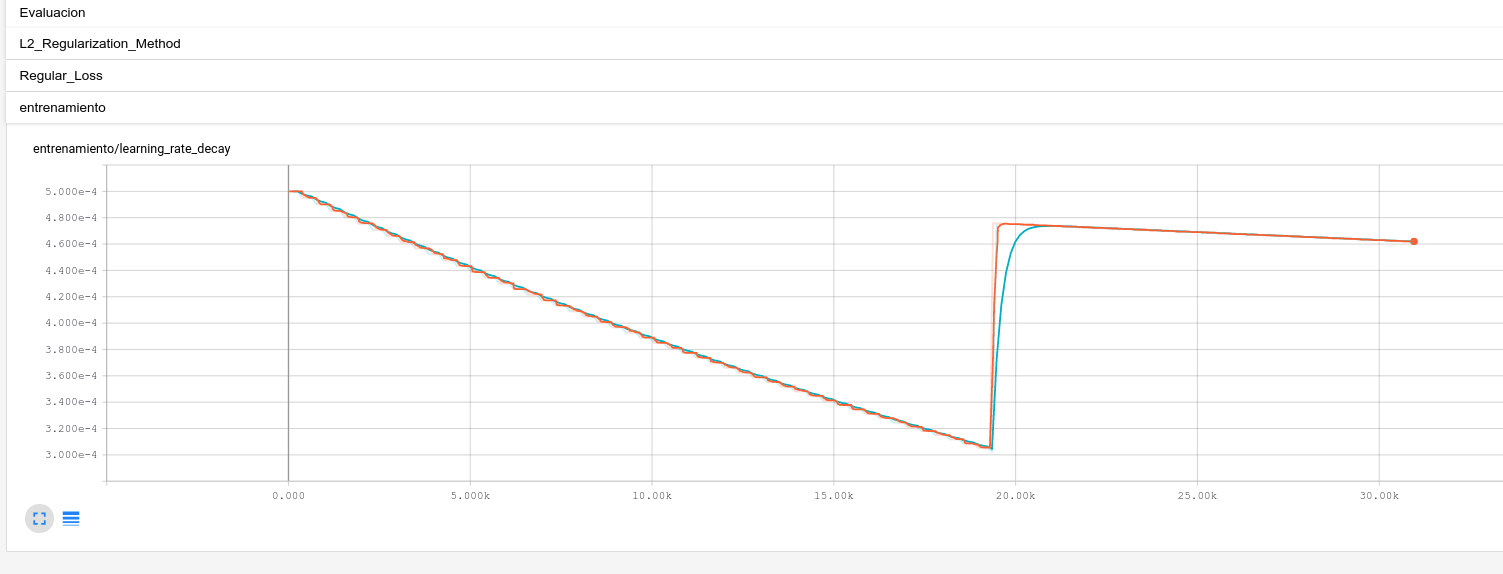 Evaluacion
L2_Regularization_Method
Regular_Loss
entrenamiento
entrenamiento/learning_rate_decay
5.000e-4
4.800e-4
4.600e-4
4.400e-4
4.200e-4
4.000e-4
3.800e-4
3.600e-4
3.400e-4
3.200e-4
3.000e-4
0.000 5.000k 10.00k 15.00k 20.00k 25.00k 30.00k